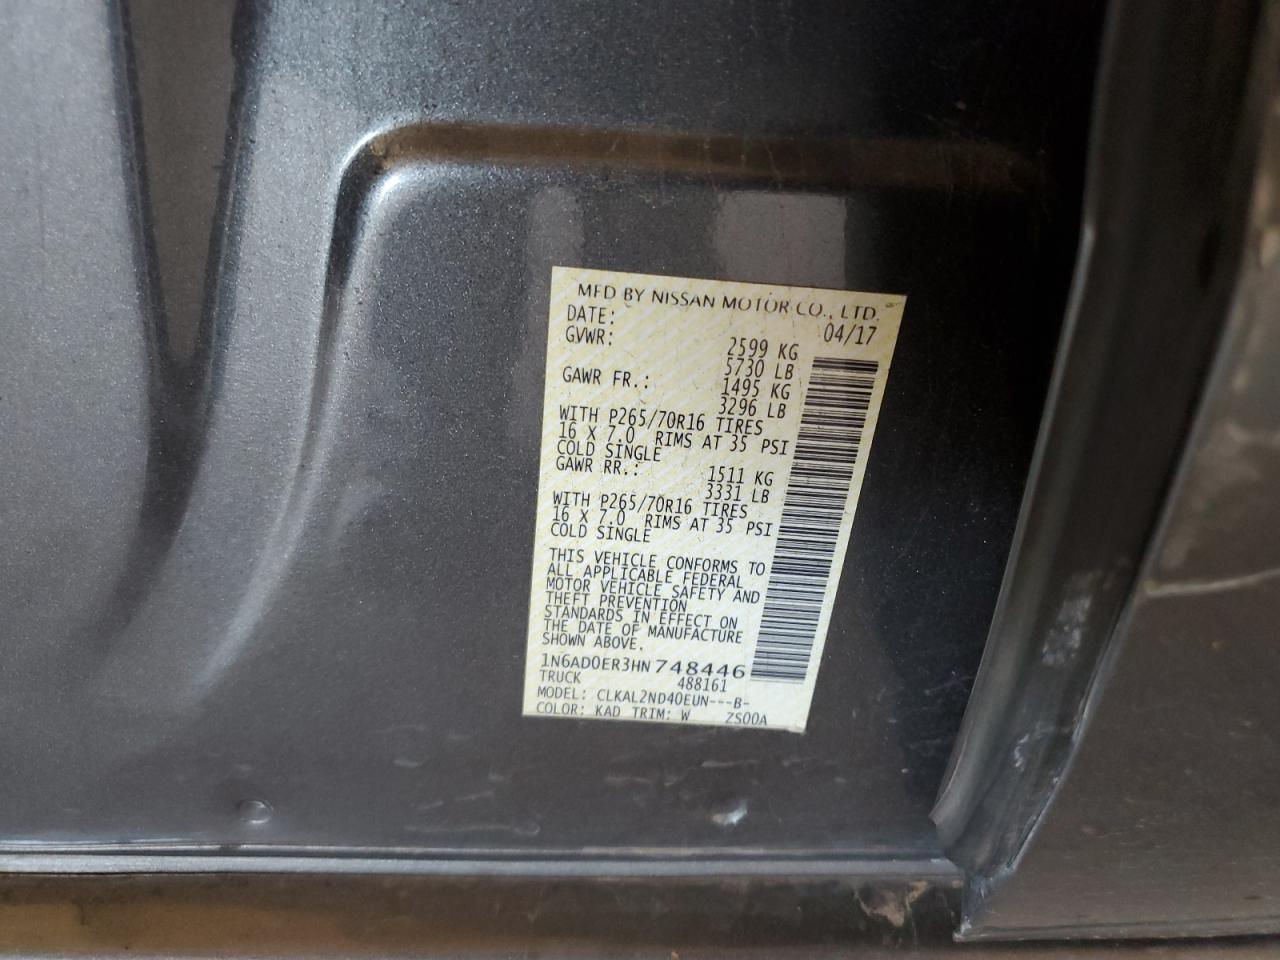 MFD BY NISSAN MOTOR CO., LTD.
DATE: 04/17
GVWR: 2599 KG
5730 LB
GAWR FR.: 1495 KG
3296 LB
WITH P265/70R16 TIRES
16 X 7.0 RIMS AT 35 PSI
COLD SINGLE
GAWR RR.: 1511 KG
3331 LB
WITH P265/70R16 TIRES
16 X 7.0 RIMS AT 35 PSI
COLD SINGLE
THIS VEHICLE CONFORMS TO
ALL APPLICABLE FEDERAL
MOTOR VEHICLE SAFETY AND
THEFT PREVENTION
STANDARDS IN EFFECT ON
THE DATE OF MANUFACTURE
SHOWN ABOVE.
1N6AD0ER3HN748446
TRUCK 488161
MODEL: CLKAL2ND40EUN---B-
COLOR: KAD TRIM: W ZS00A